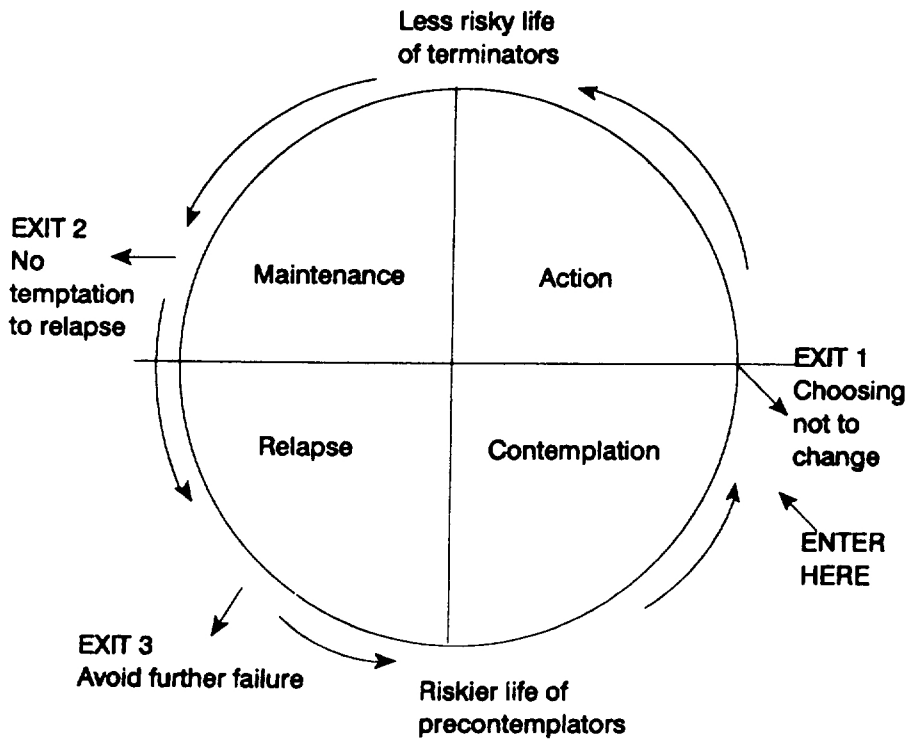 Less risky life
of terminators
EXIT 2
No
temptation
to relapse
Maintenance
Action
EXIT 1
Choosing
not to
change
Relapse
Contemplation
ENTER
HERE
EXIT 3
Avoid further failure
Riskier life of
precontemplators